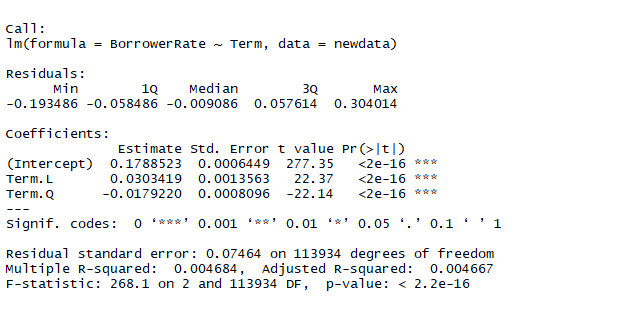 Call:
lm(formula = BorrowerRate ~ Term, data = newdata)
Residuals:
      Min        1Q    Median        3Q       Max
-0.193486 -0.058486 -0.009086  0.057614  0.304014
Coefficients:
              Estimate Std. Error t value Pr(>|t|)
(Intercept)  0.1788523  0.0006449  277.35   <2e-16 ***
Term.L       0.0303419  0.0013563   22.37   <2e-16 ***
Term.Q      -0.0179220  0.0008096  -22.14   <2e-16 ***
---
Signif. codes:  0 ‘***’ 0.001 ‘**’ 0.01 ‘*’ 0.05 ‘.’ 0.1 ‘ ’ 1
Residual standard error: 0.07464 on 113934 degrees of freedom
Multiple R-squared:  0.004684,  Adjusted R-squared:  0.004667
F-statistic: 268.1 on 2 and 113934 DF,  p-value: < 2.2e-16